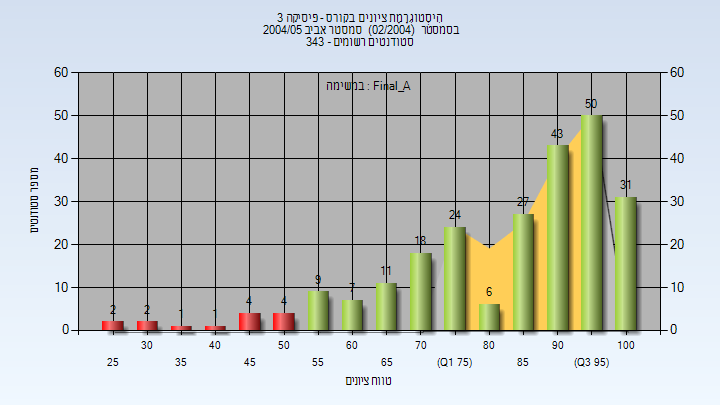 היסטוגרמת ציונים בקורס - פיסיקה 3
בסמסטר (02/2004) סמסטר אביב 2004/05
סטודנטים רשומים - 343
במשימה : Final_A
60 60
50 50
40 40
30 30
20 20
10 10
0 0
מספר סטודנטים
2 2 1 1 4 4 9 7 11 18 24 6 27 43 50 31
30 40 50 60 70 80 90 100
25 35 45 55 65 (Q1 75) 85 (Q3 95)
טווח ציונים